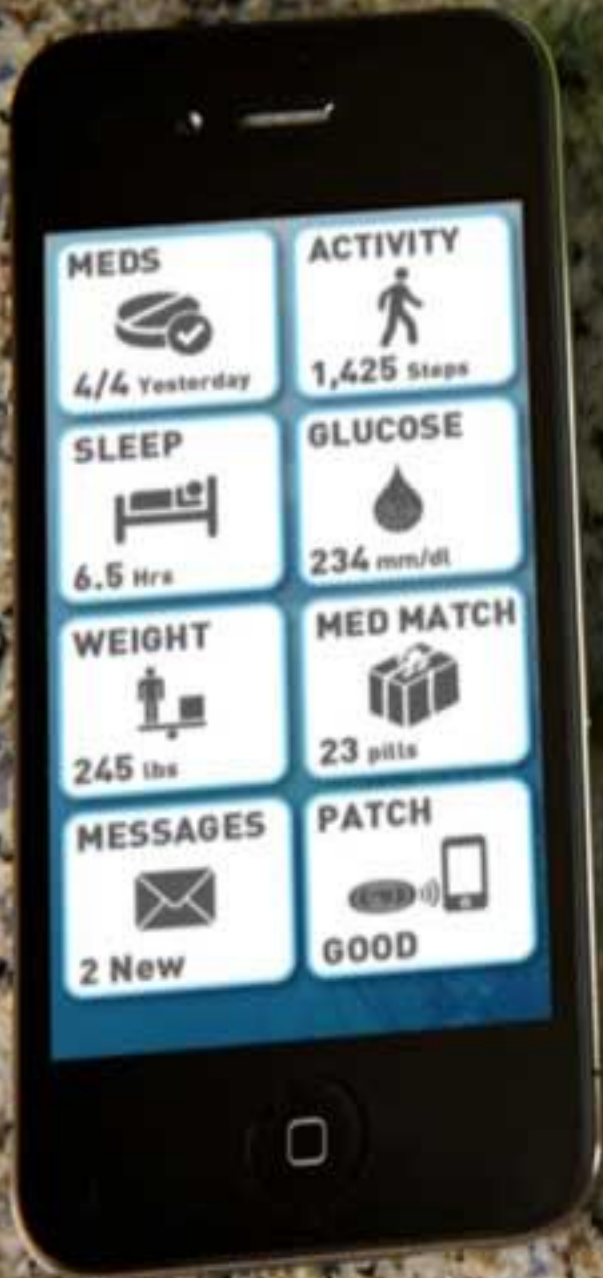 MEDS
4/4 Yesterday
ACTIVITY
1,425 Steps
SLEEP
6.5 Hrs
GLUCOSE
234 mm/dl
WEIGHT
245 lbs
MED MATCH
23 pills
MESSAGES
2 New
PATCH
GOOD